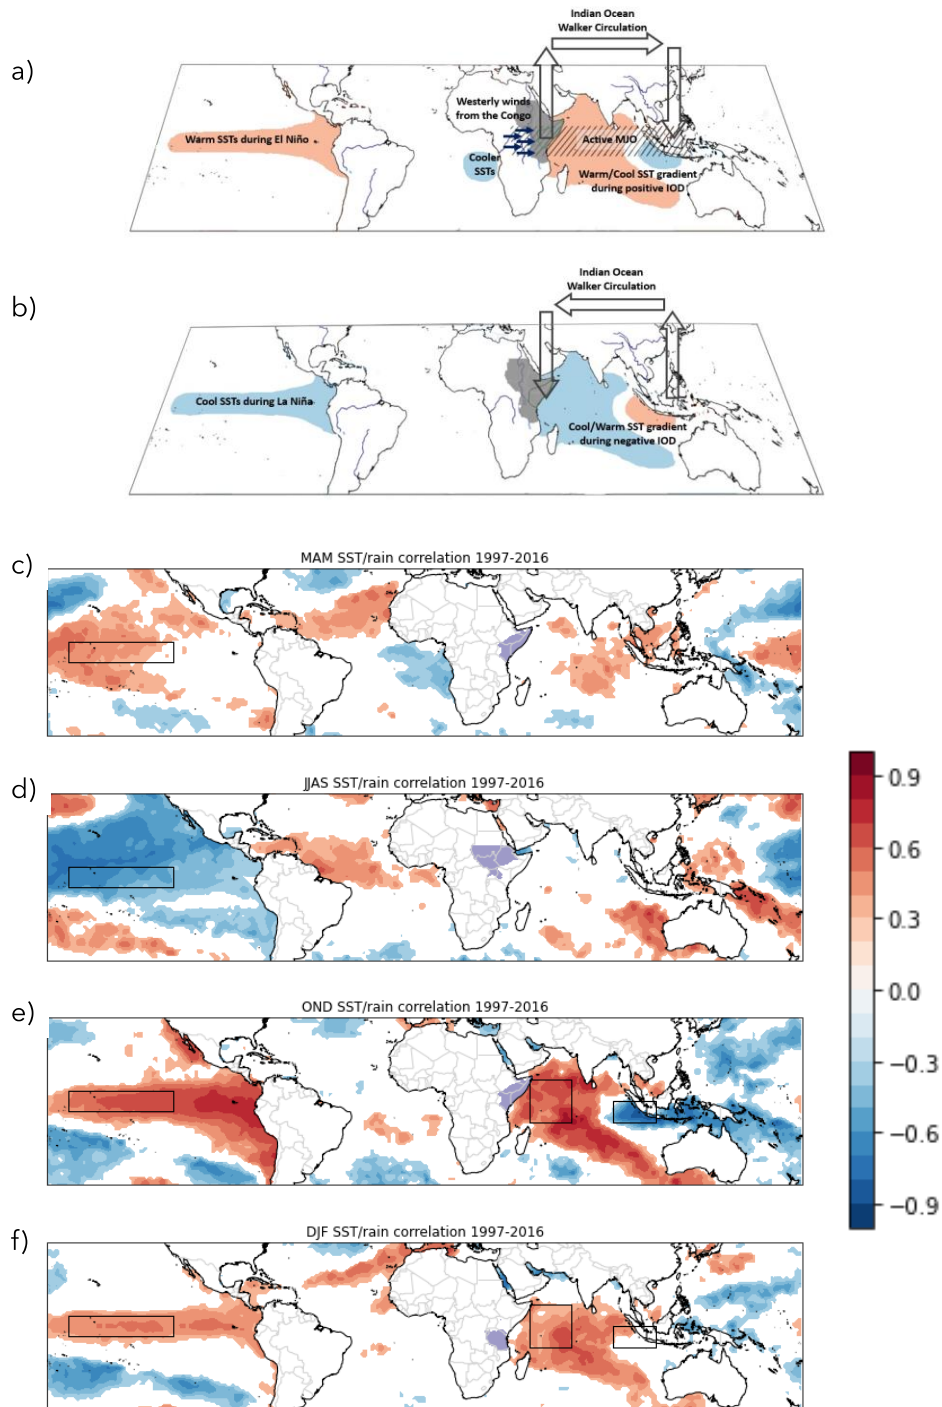 a)
Indian Ocean
Walker Circulation
Westerly winds
from the Congo
Warm SSTs during El Niño
Active MJO
Cooler
SSTs
Warm/Cool SST gradient
during positive IOD
b)
Indian Ocean
Walker Circulation
Cool SSTs during La Niña
Cool/Warm SST gradient
during negative IOD
c)
MAM SST/rain correlation 1997-2016
d)
JJAS SST/rain correlation 1997-2016
e)
OND SST/rain correlation 1997-2016
f)
DJF SST/rain correlation 1997-2016
0.9
0.6
0.3
0.0
−0.3
−0.6
−0.9